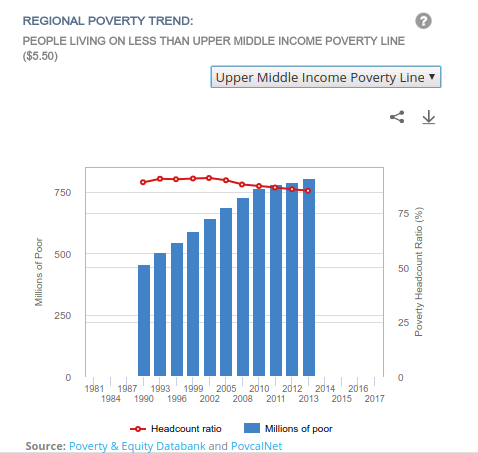 REGIONAL POVERTY TREND:
?
PEOPLE LIVING ON LESS THAN UPPER MIDDLE INCOME POVERTY LINE
($5.50)
Upper Middle Income Poverty Line ▼
750
500
250
0
Millions of Poor
75
50
25
0
Poverty Headcount Ratio (%)
1981 1987 1993 1999 2005 2010 2012 2014 2016
1984 1990 1996 2002 2008 2011 2013 2015 2017
Headcount ratio Millions of poor
Source: Poverty & Equity Databank and PovcalNet